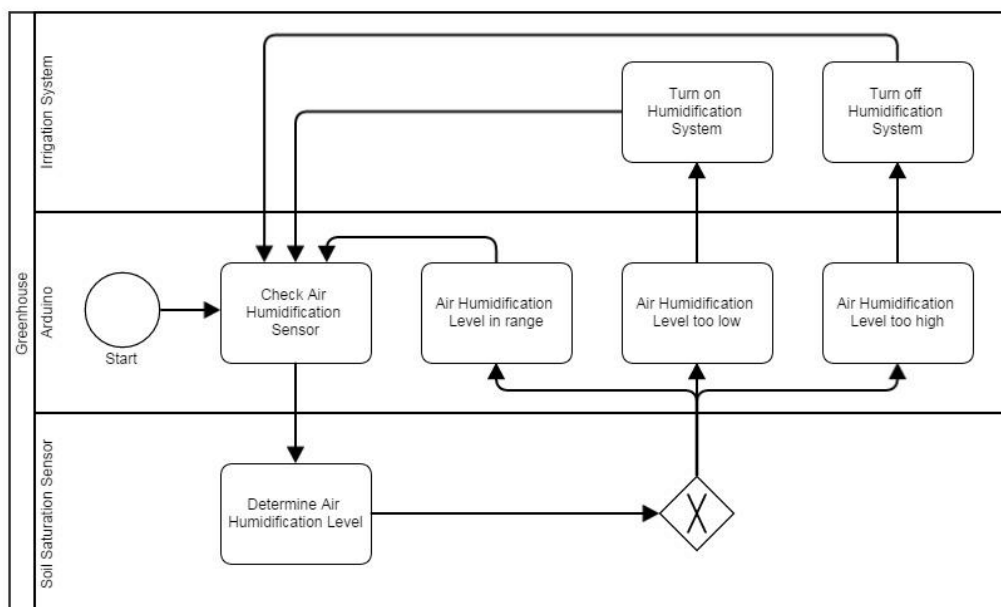 Greenhouse
Irrigation System
Turn on
Humidification
System
Turn off
Humidification
System
Arduino
Start
Check Air
Humidification
Sensor
Air Humidification
Level in range
Air Humidification
Level too low
Air Humidification
Level too high
Soil Saturation Sensor
Determine Air
Humidification Level
X